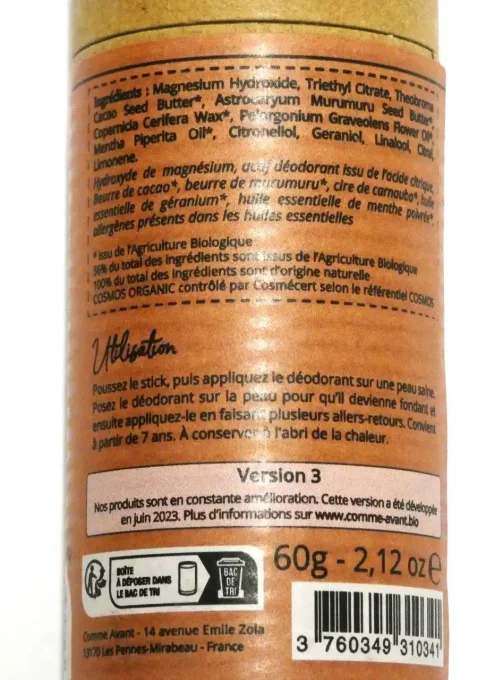 Ingrédients : Magnesium Hydroxide, Triethyl Citrate, Theobroma
Cacao Seed Butter*, Astrocaryum Murumuru Seed Butter*
Copernicia Cerifera Wax*, Pelargonium Graveolens Flower Oil*
Mentha Piperita Oil*, Citronellol, Geraniol, Linalool, Citral,
Limonene.
Hydroxyde de magnésium, actif déodorant issu de l'acide citrique,
Beurre de cacao*, beurre de murumuru*, cire de carnauba*, huile
essentielle de géranium*, huile essentielle de menthe poivrée*
allergènes présents dans les huiles essentielles
* issu de l'Agriculture Biologique
56% du total des ingrédients sont issus de l'Agriculture Biologique
100% du total des ingrédients sont d'origine naturelle
COSMOS ORGANIC contrôlé par Cosmécert selon le référentiel COSMOS
Utilisation
Poussez le stick, puis appliquez le déodorant sur une peau saine.
Posez le déodorant sur la peau pour qu'il devienne fondant et
ensuite appliquez-le en faisant plusieurs allers-retours. Convient
à partir de 7 ans. À conserver à l'abri de la chaleur.
Version 3
Nos produits sont en constante amélioration. Cette version a été développée
en juin 2023. Plus d'informations sur www.comme-avant.bio
BOÎTE
À DÉPOSER DANS
LE BAC DE TRI
BAC
DE
TRI
60g - 2,12 oz e
Comme Avant - 14 avenue Emile Zola
13170 Les Pennes-Mirabeau - France
3 760349 310341